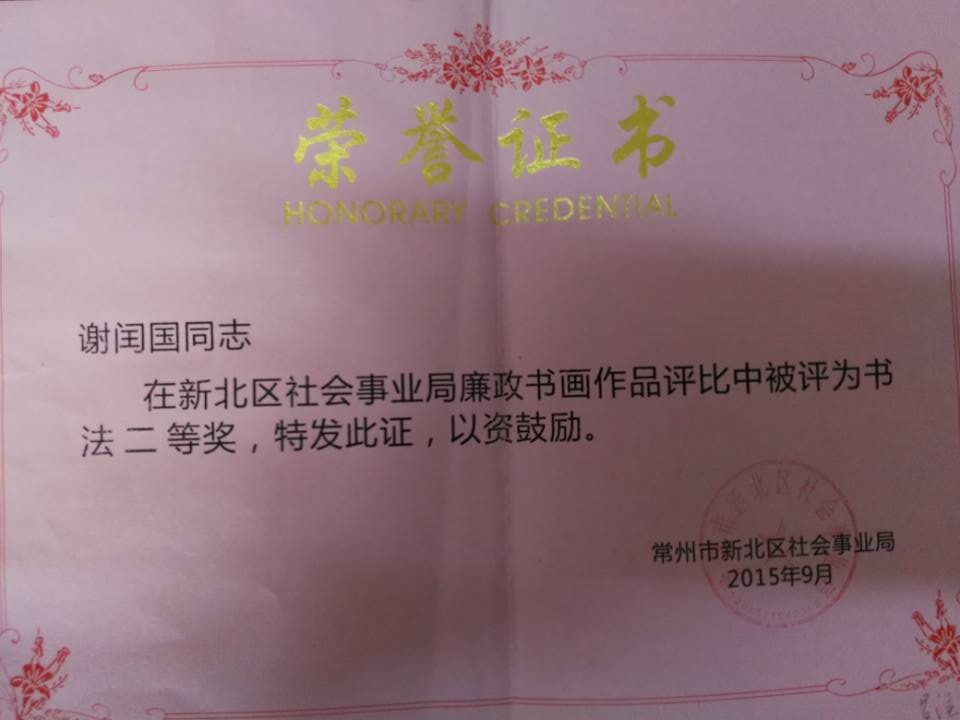 荣誉证书
HONORARY CREDENTIAL
谢闰国同志
在新北区社会事业局廉政书画作品评比中被评为书
法二等奖，特发此证，以资鼓励。
常州市新北区社会事业局
2015年9月